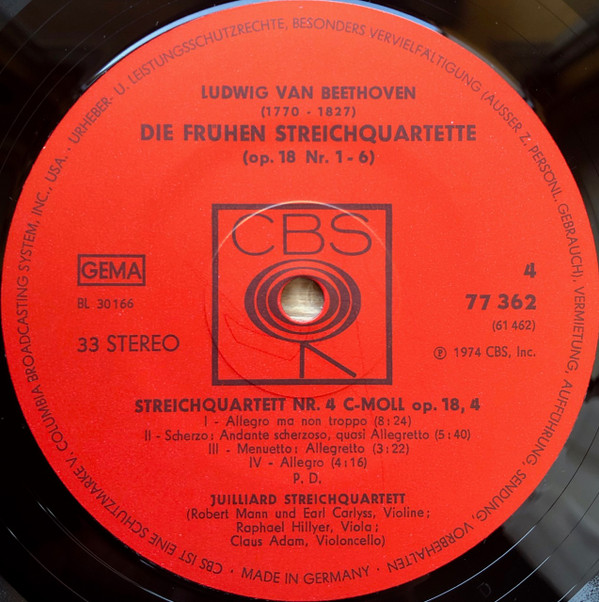 LUDWIG VAN BEETHOVEN
(1770 - 1827)
DIE FRÜHEN STREICHQUARTETTE
(op. 18 Nr. 1 - 6)
CBS
GEMA
BL 30166
33 STEREO
4
77 362
(61 462)
℗ 1974 CBS, Inc.
STREICHQUARTETT NR. 4 C-MOLL op. 18, 4
I - Allegro ma non troppo (8:24)
II - Scherzo: Andante scherzoso, quasi Allegretto (5:40)
III - Menuetto: Allegretto (3:22)
IV - Allegro (4:16)
P. D.
JUILLIARD STREICHQUARTETT
(Robert Mann und Earl Carlyss, Violine;
Raphael Hillyer, Viola;
Claus Adam, Violoncello)
CBS IST EINE SCHUTZMARKE V. COLUMBIA BROADCASTING SYSTEM, INC., USA. · URHEBER- U. LEISTUNGSSCHUTZRECHTE, BESONDERS VERVIELFÄLTIGUNG (AUSSER Z. PERSÖNL. GEBRAUCH), VERMIETUNG, AUFFÜHRUNG, SENDUNG, VORBEHALTEN
· MADE IN GERMANY ·